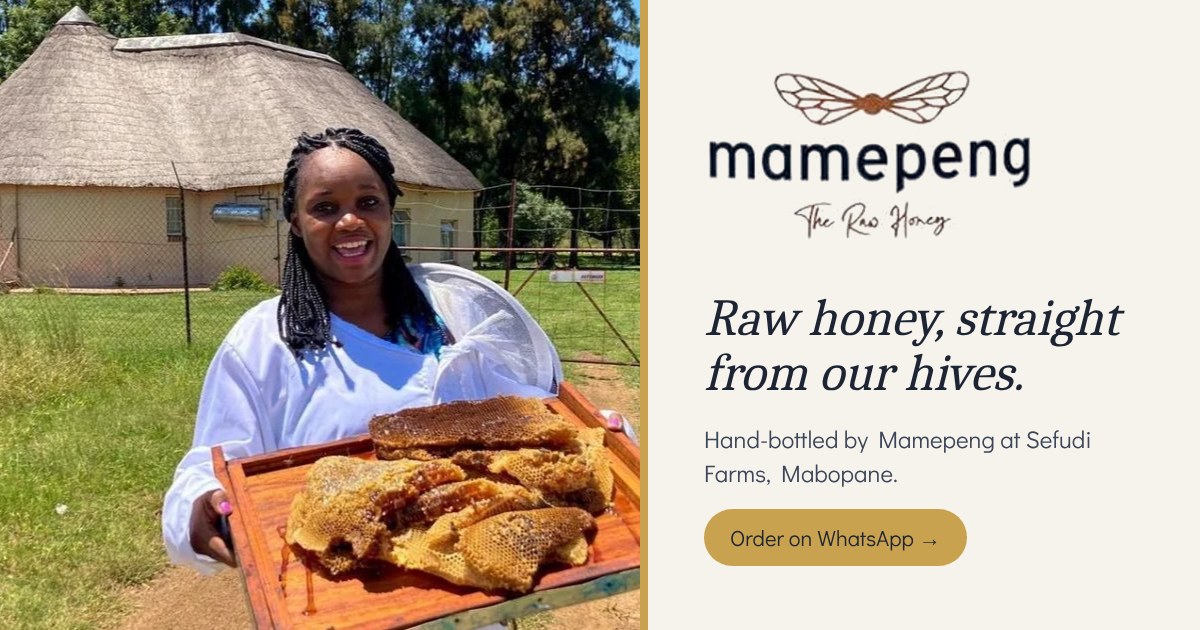 mamepeng
The Raw Honey
Raw honey, straight
from our hives.
Hand-bottled by Mamepeng at Sefudi
Farms, Mabopane.
Order on WhatsApp →